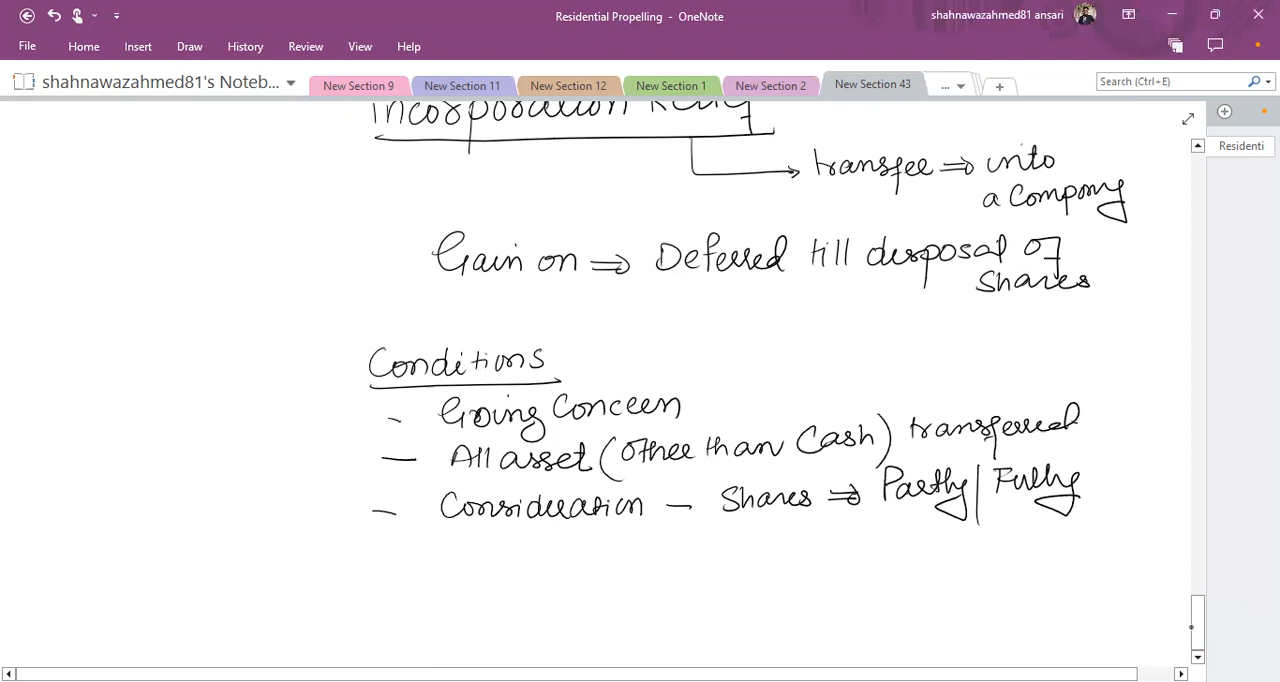 Residential Propelling - OneNote
shahnawazahmed81 ansari
File Home Insert Draw History Review View Help
shahnawazahmed81's Noteb... New Section 9 New Section 11 New Section 12 New Section 1 New Section 2 New Section 43 ... + Search (Ctrl+E)
Residenti
Incorporation Relief
transfer ⇒ into
a Company
Gain on ⇒ Deferred till disposal of
Shares
Conditions
- Going Concern
- All asset (Other than Cash) transferred
- Consideration - Shares ⇒ Partly / Fully